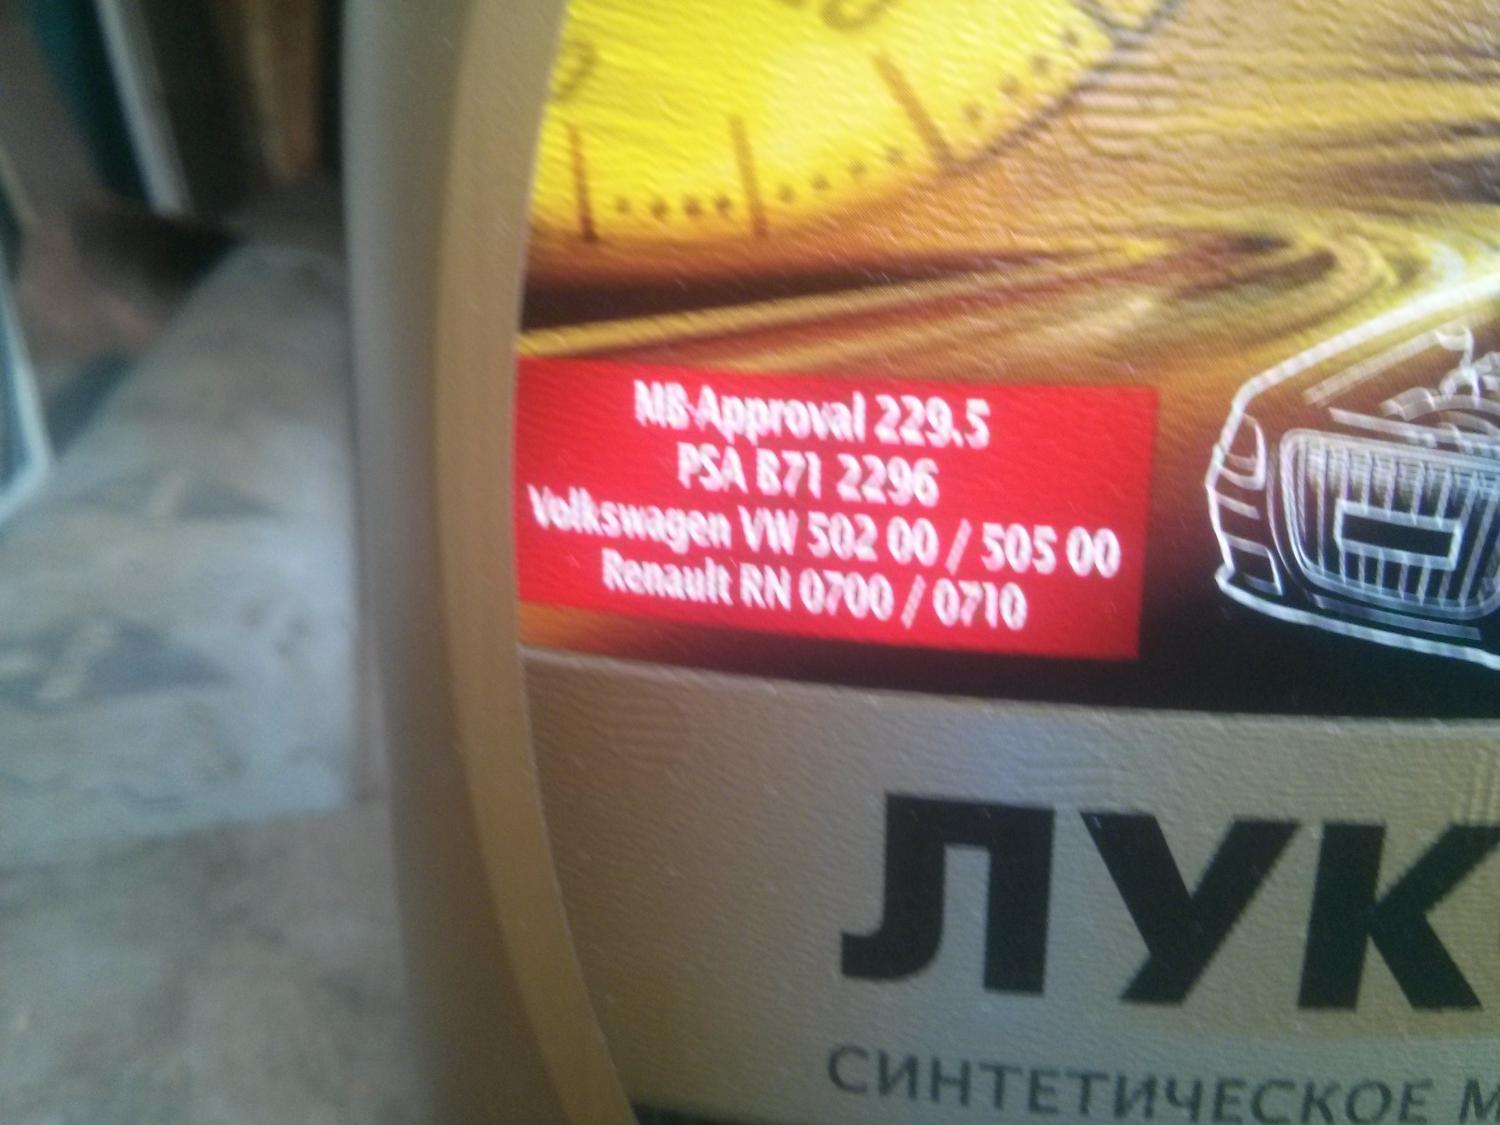 MB-Approval 229.5
PSA B71 2296
Volkswagen VW 502 00 / 505 00
Renault RN 0700 / 0710
ЛУК
СИНТЕТИЧЕСКОЕ М